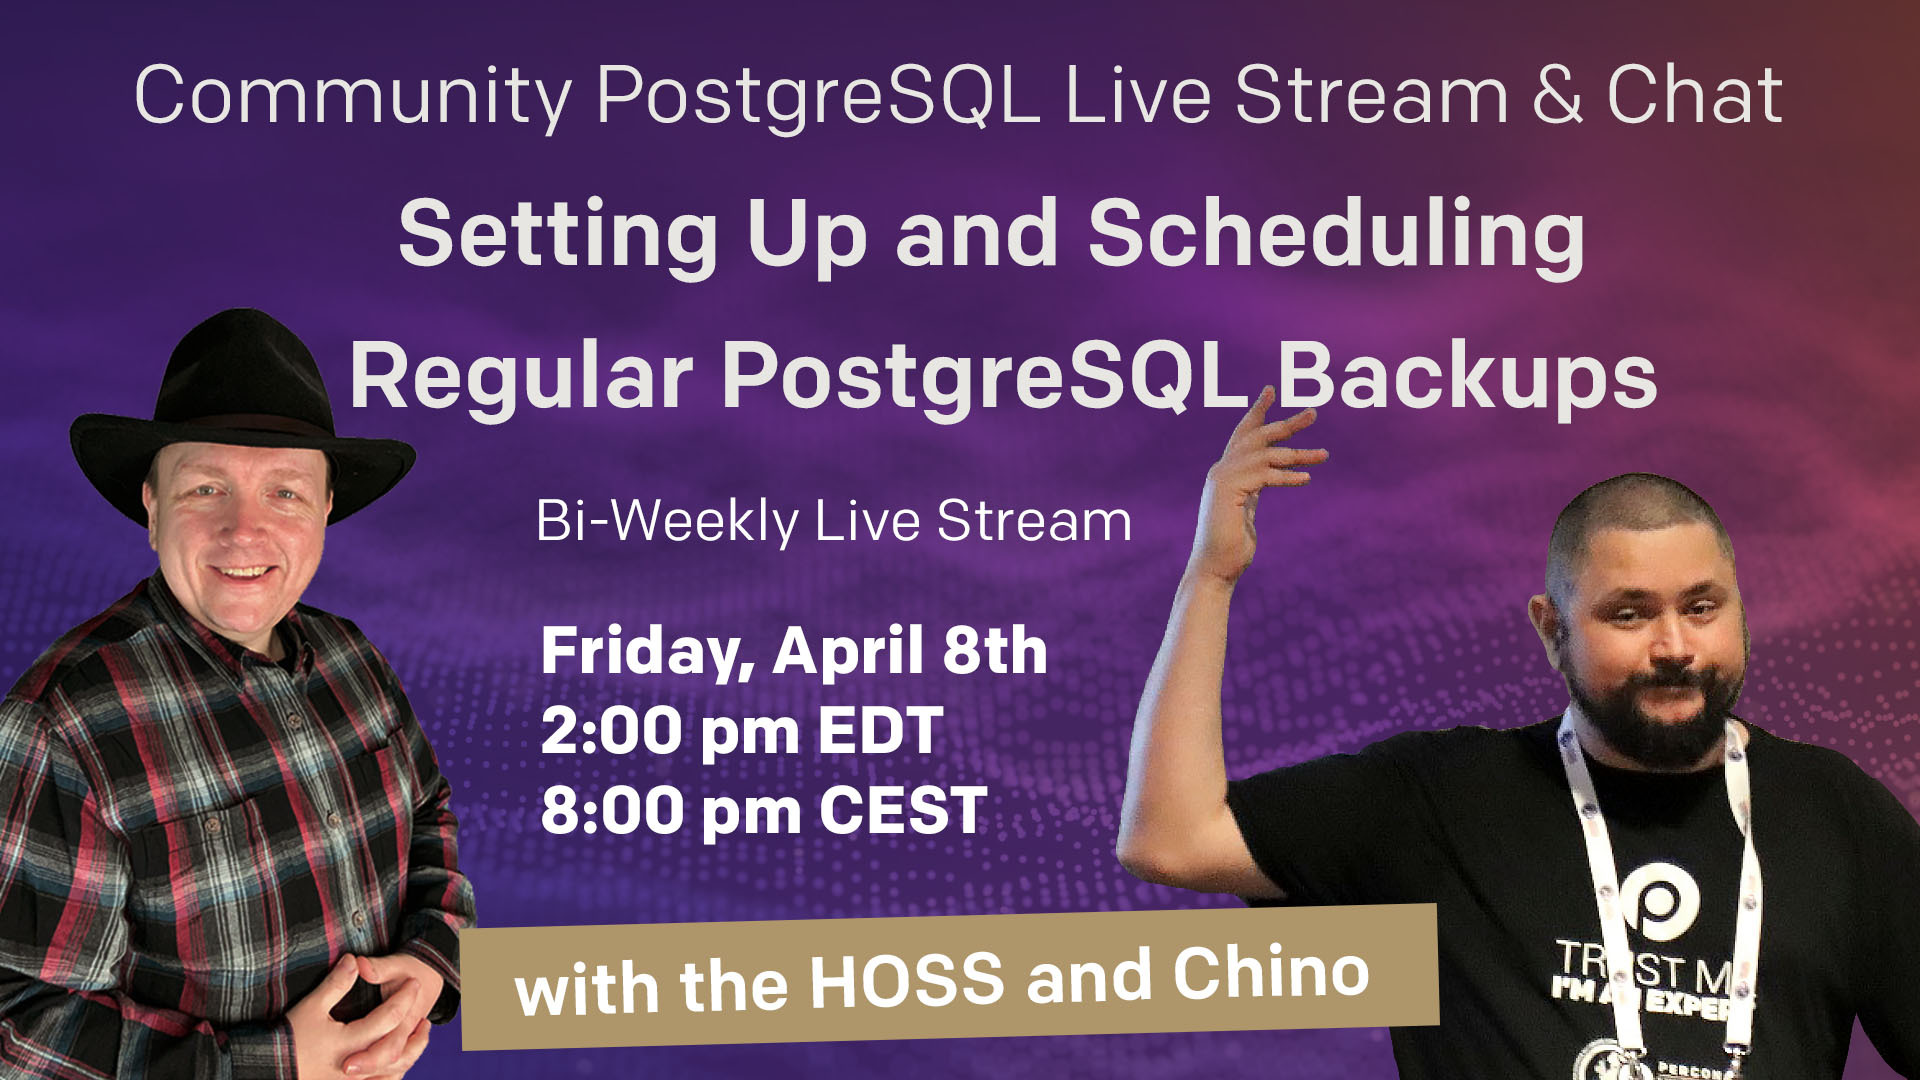 Community PostgreSQL Live Stream & Chat
Setting Up and Scheduling
Regular PostgreSQL Backups
Bi-Weekly Live Stream
Friday, April 8th
2:00 pm EDT
8:00 pm CEST
with the HOSS and Chino